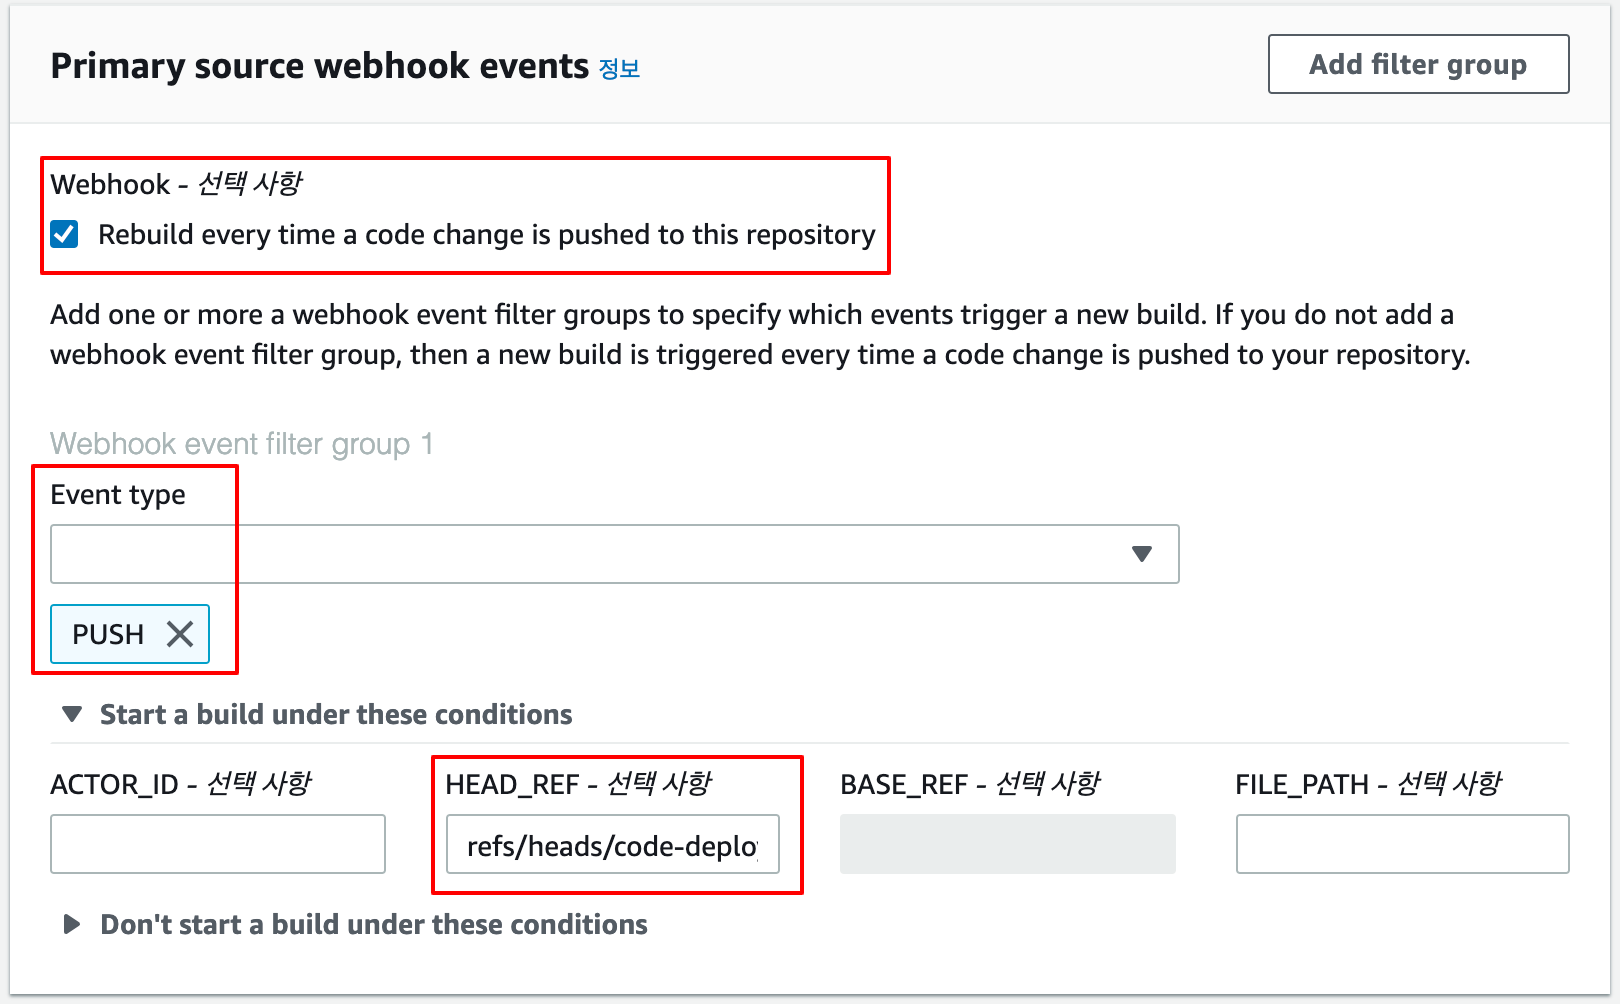 Primary source webhook events 정보
Add filter group
Webhook - 선택 사항
Rebuild every time a code change is pushed to this repository
Add one or more a webhook event filter groups to specify which events trigger a new build. If you do not add a
webhook event filter group, then a new build is triggered every time a code change is pushed to your repository.
Webhook event filter group 1
Event type
PUSH
Start a build under these conditions
ACTOR_ID - 선택 사항
HEAD_REF - 선택 사항
BASE_REF - 선택 사항
FILE_PATH - 선택 사항
refs/heads/code-deplo
Don't start a build under these conditions